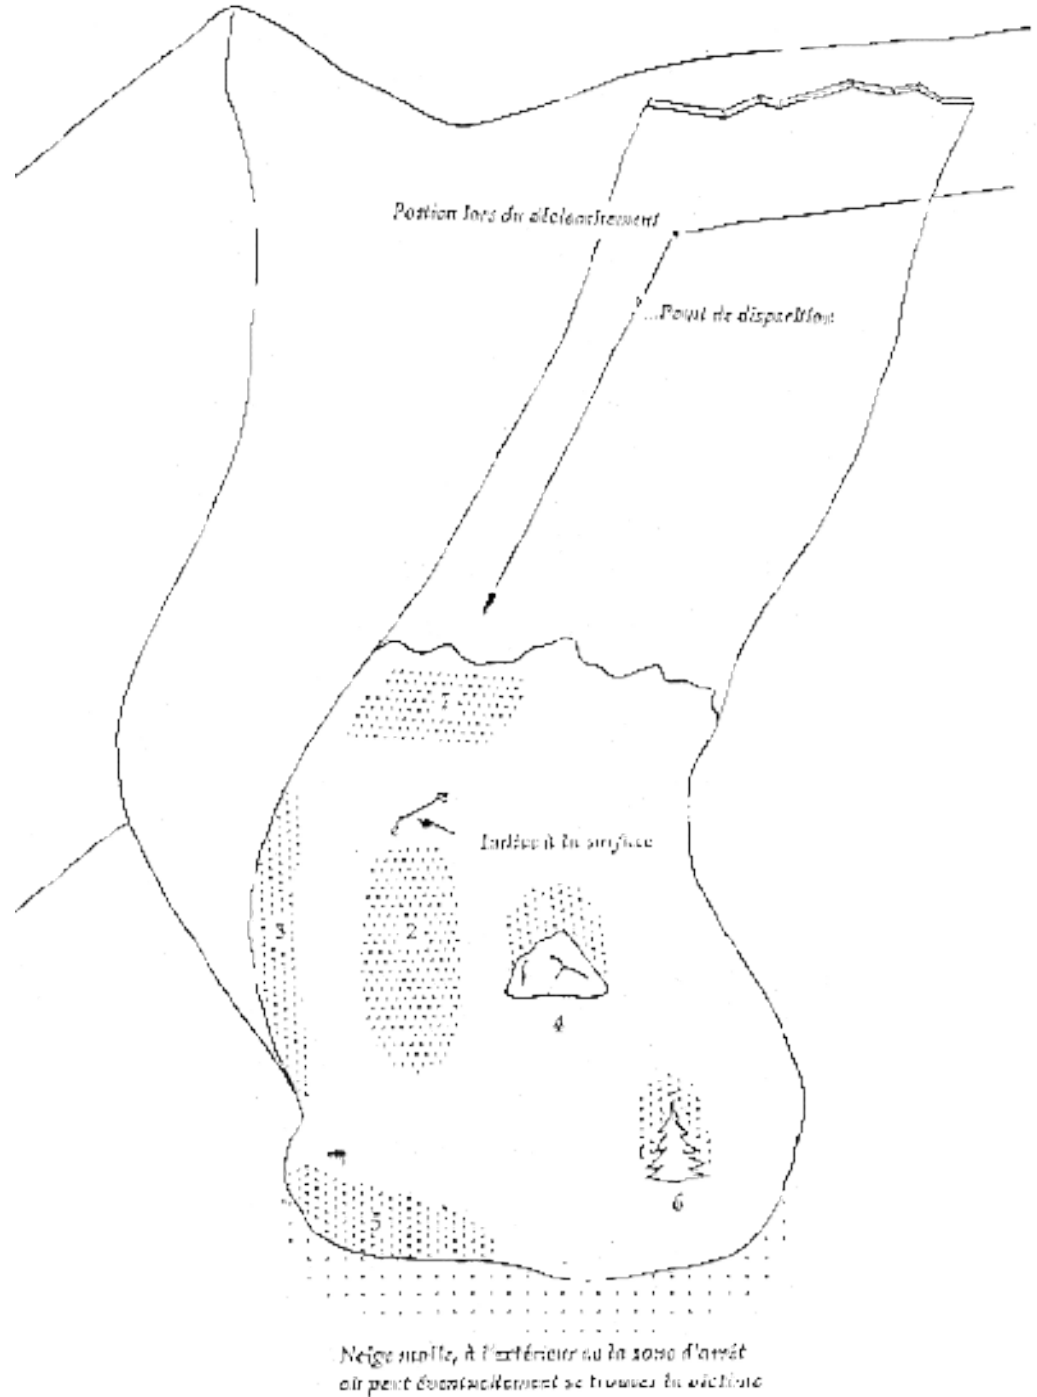 Position lors du déclenchement
...Point de disparition
1
Indice à la surface
3
2
4
6
5
Neige molle, à l'extérieur de la zone d'arrêt
où peut éventuellement se trouver la victime